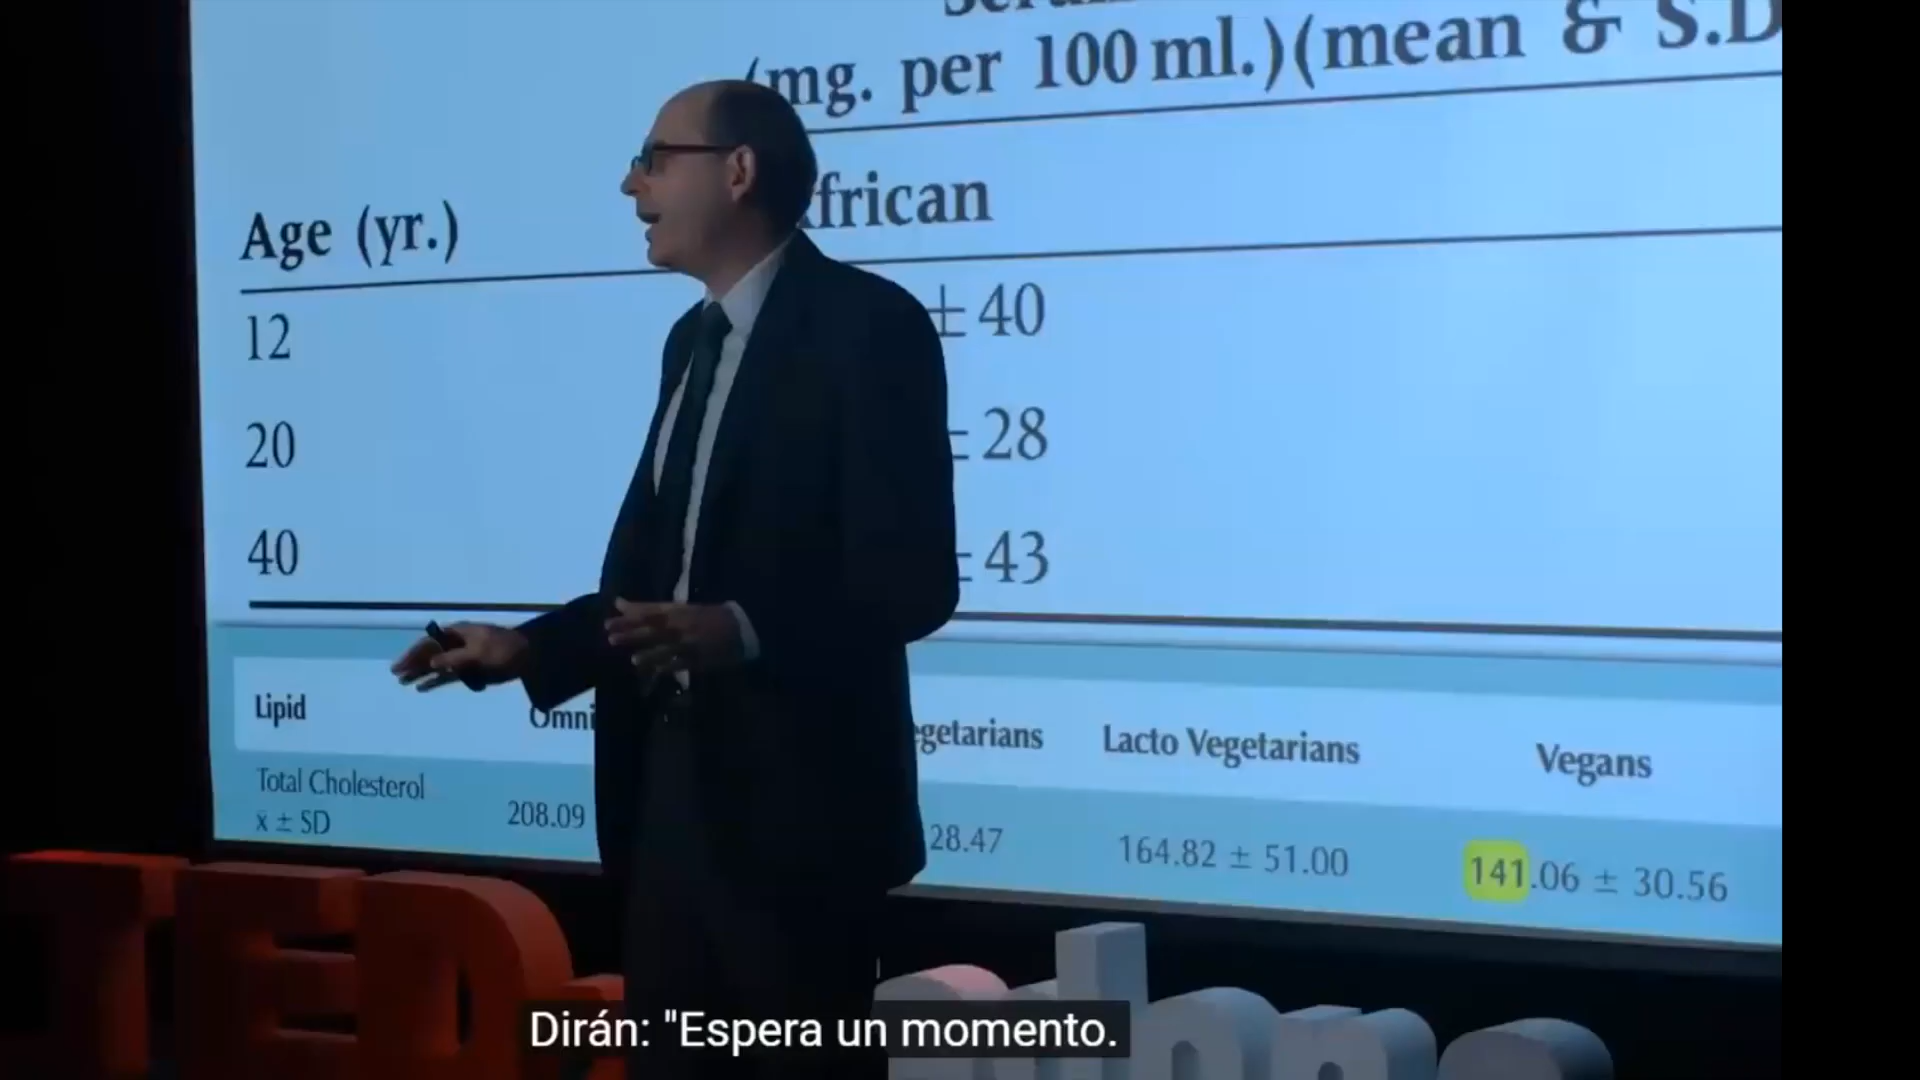 (mg. per 100 ml.)(mean & S.D
Age (yr.)
frican
12 ±40
20 28
40 43
Lipid Omni getarians Lacto Vegetarians Vegans
Total Cholesterol
x̄ ± SD 208.09 28.47 164.82 ± 51.00 141.06 ± 30.56
TED
Dirán: "Espera un momento.